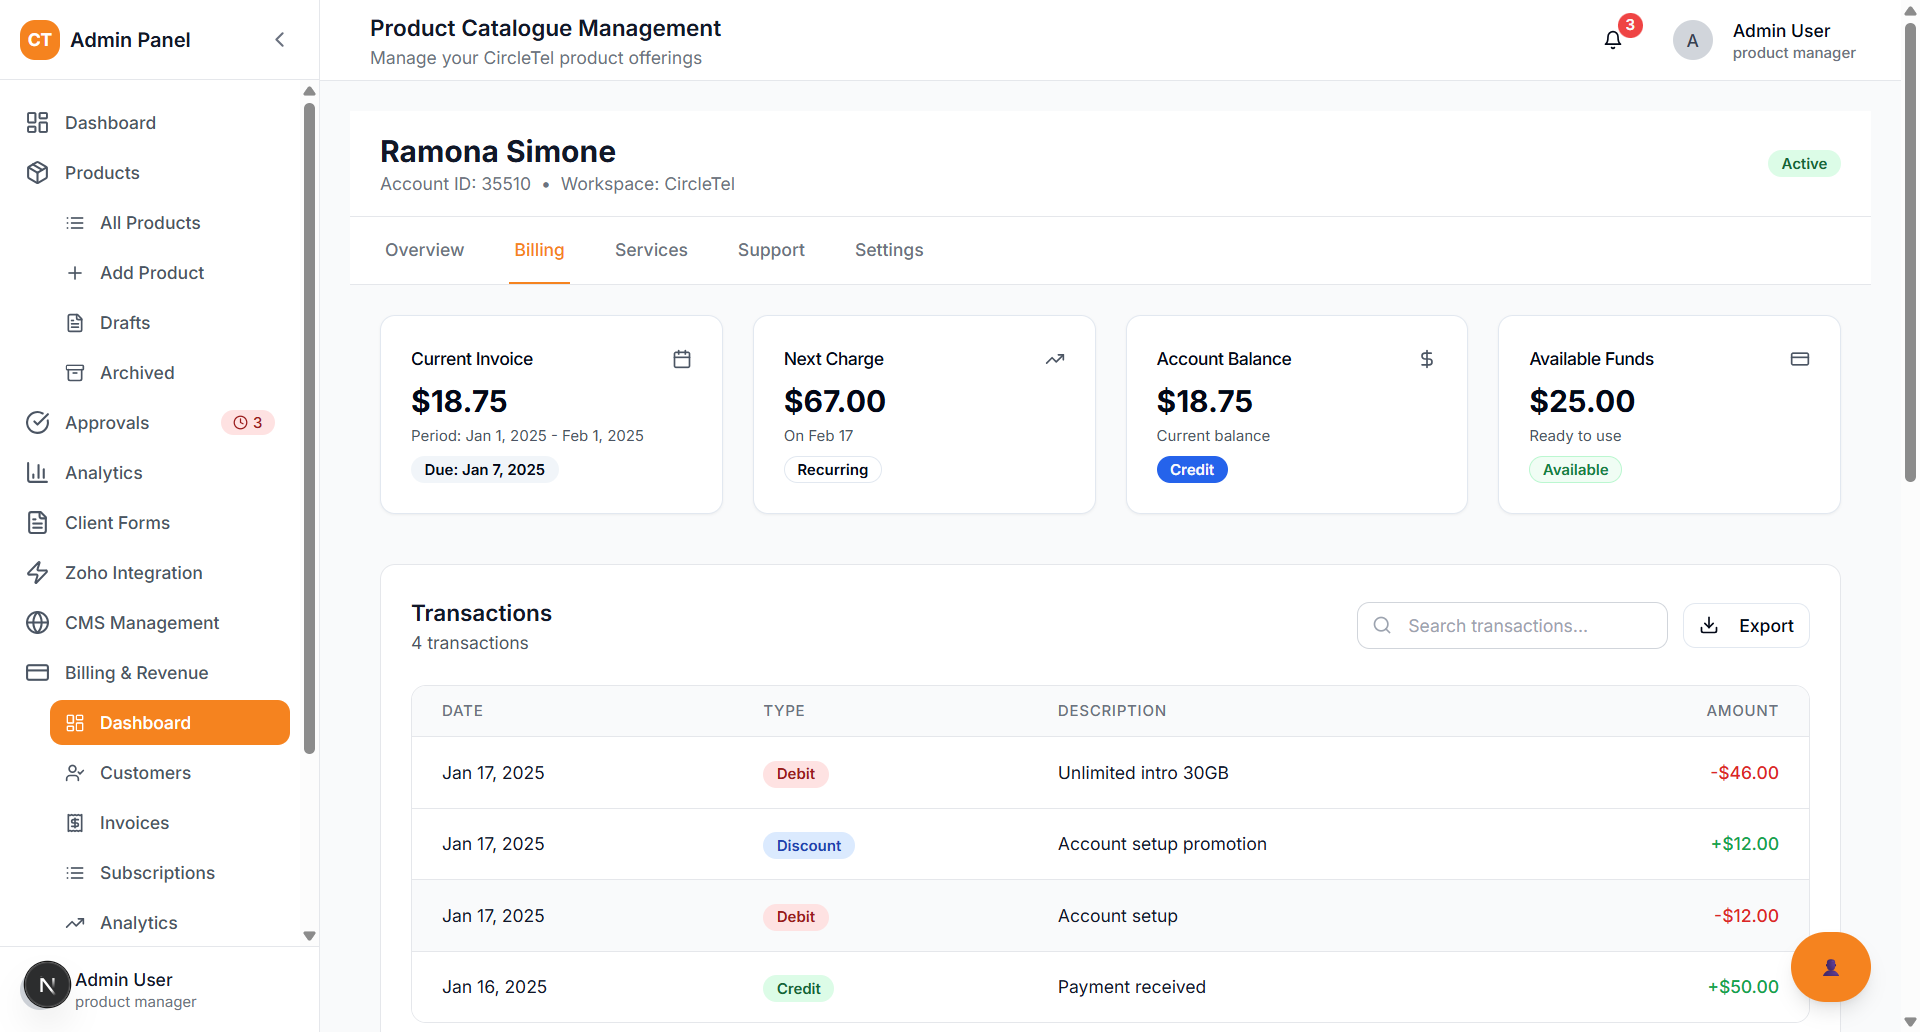 CT Admin Panel
Product Catalogue Management
Manage your CircleTel product offerings
3
A
Admin User
product manager
Dashboard
Products
All Products
Add Product
Drafts
Archived
Approvals 3
Analytics
Client Forms
Zoho Integration
CMS Management
Billing & Revenue
Dashboard
Customers
Invoices
Subscriptions
Analytics
N
Admin User
product manager
Ramona Simone
Account ID: 35510 • Workspace: CircleTel
Active
Overview Billing Services Support Settings
Current Invoice
$18.75
Period: Jan 1, 2025 - Feb 1, 2025
Due: Jan 7, 2025
Next Charge
$67.00
On Feb 17
Recurring
Account Balance
$18.75
Current balance
Credit
Available Funds
$25.00
Ready to use
Available
Transactions
4 transactions
Search transactions...
Export
DATE TYPE DESCRIPTION AMOUNT
Jan 17, 2025 Debit Unlimited intro 30GB -$46.00
Jan 17, 2025 Discount Account setup promotion +$12.00
Jan 17, 2025 Debit Account setup -$12.00
Jan 16, 2025 Credit Payment received +$50.00